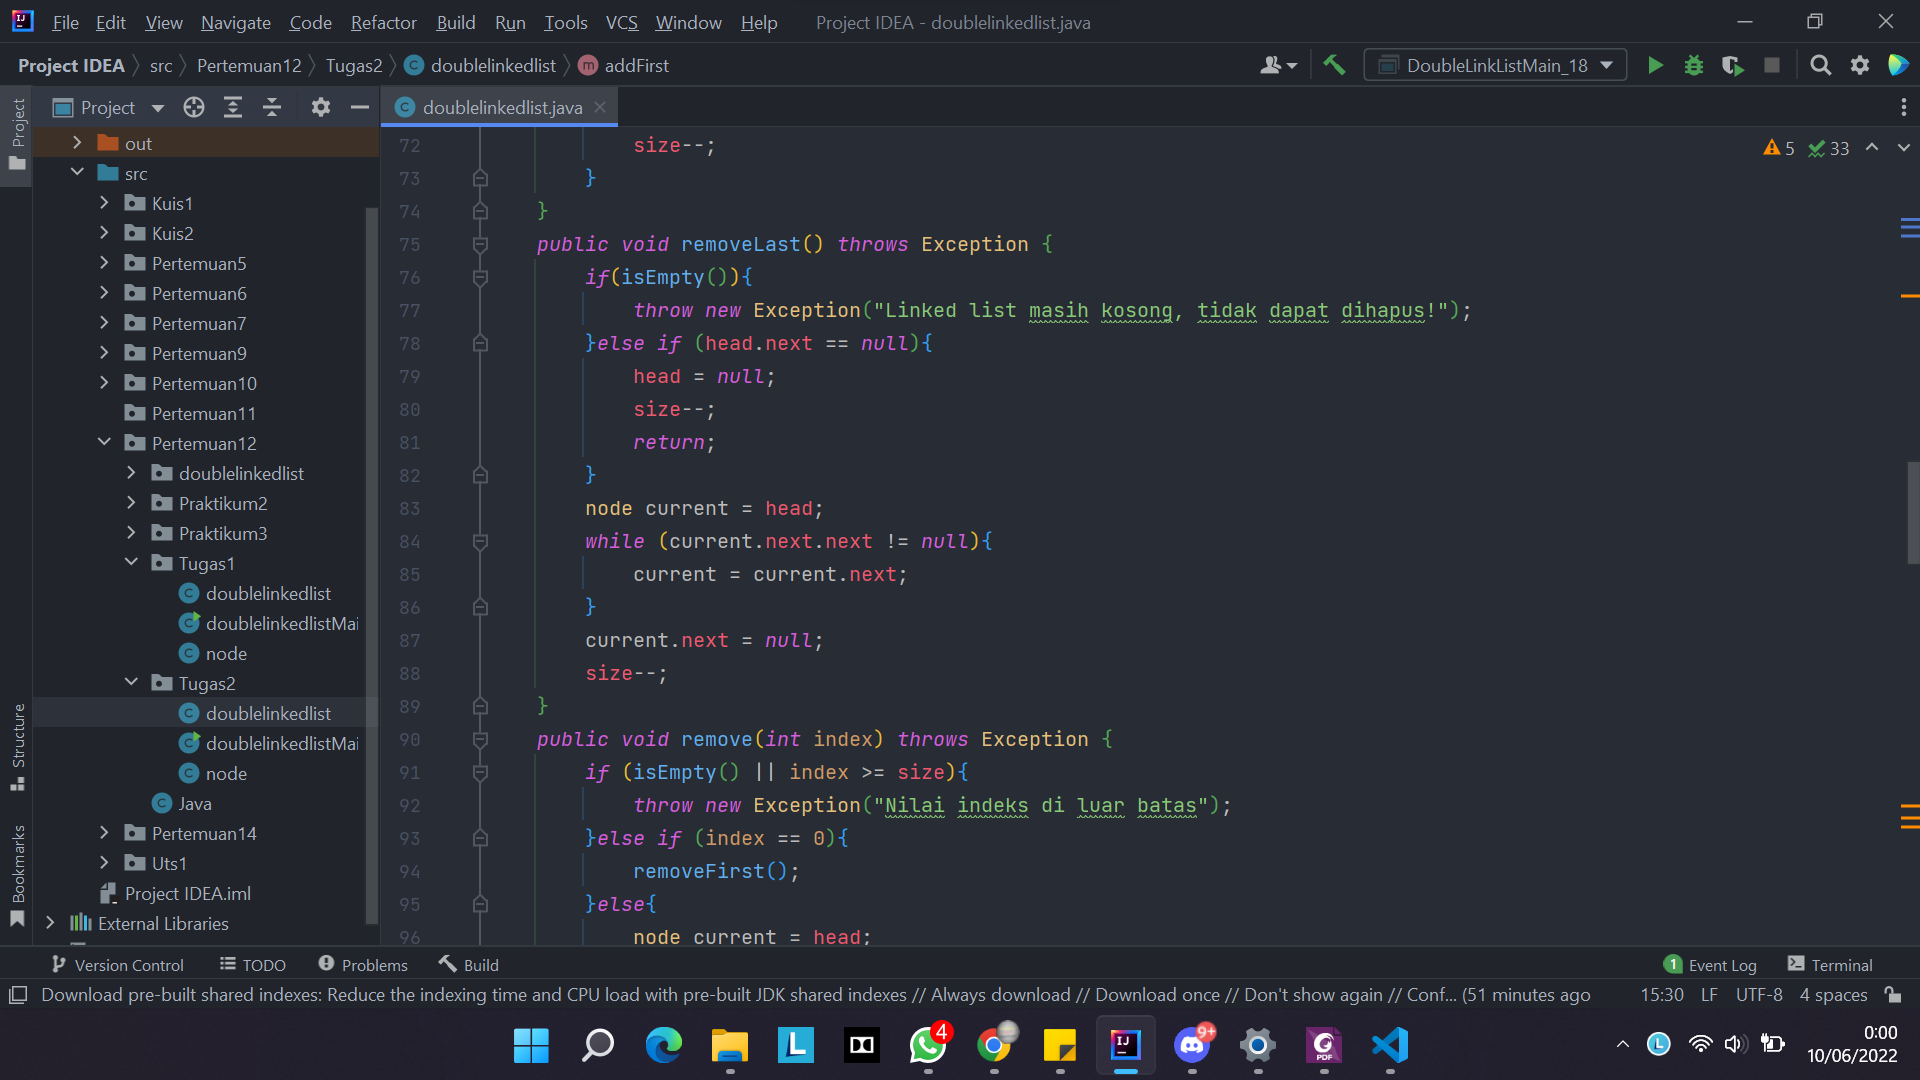 File Edit View Navigate Code Refactor Build Run Tools VCS Window Help Project IDEA - doublelinkedlist.java
Project IDEA src Pertemuan12 Tugas2 doublelinkedlist addFirst DoubleLinkListMain_18
Project
Project
doublelinkedlist.java
out
src
Kuis1
Kuis2
Pertemuan5
Pertemuan6
Pertemuan7
Pertemuan9
Pertemuan10
Pertemuan11
Pertemuan12
doublelinkedlist
Praktikum2
Praktikum3
Tugas1
doublelinkedlist
doublelinkedlistMai
node
Tugas2
doublelinkedlist
doublelinkedlistMai
node
Java
Pertemuan14
Uts1
Project IDEA.iml
External Libraries
Structure
Bookmarks
5 33
72 size--;
73 }
74 }
75 public void removeLast() throws Exception {
76 if(isEmpty()){
77 throw new Exception("Linked list masih kosong, tidak dapat dihapus!");
78 }else if (head.next == null){
79 head = null;
80 size--;
81 return;
82 }
83 node current = head;
84 while (current.next.next != null){
85 current = current.next;
86 }
87 current.next = null;
88 size--;
89 }
90 public void remove(int index) throws Exception {
91 if (isEmpty() || index >= size){
92 throw new Exception("Nilai indeks di luar batas");
93 }else if (index == 0){
94 removeFirst();
95 }else{
96 node current = head;
Version Control TODO Problems Build 1 Event Log Terminal
Download pre-built shared indexes: Reduce the indexing time and CPU load with pre-built JDK shared indexes // Always download // Download once // Don't show again // Conf... (51 minutes ago 15:30 LF UTF-8 4 spaces
L 4 IJ 9+ PDF L
0:00
10/06/2022